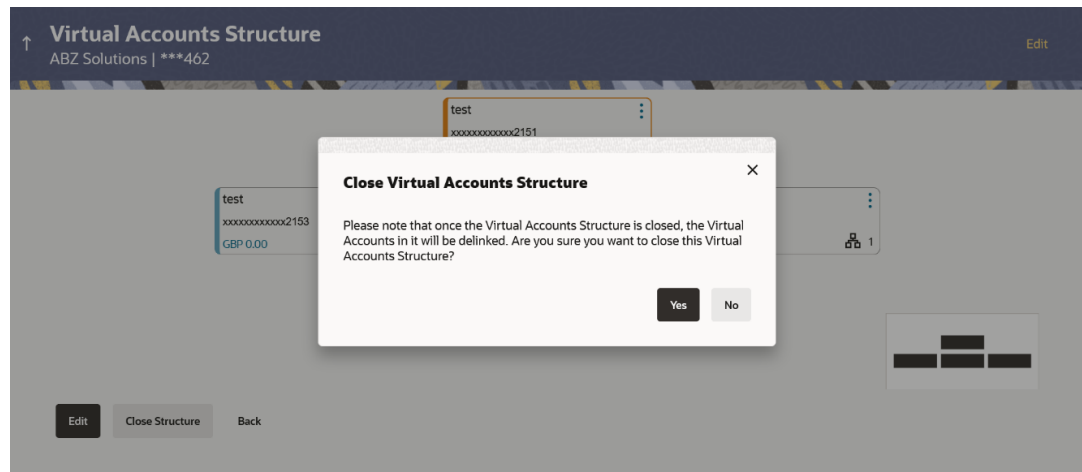 Virtual Accounts Structure
ABZ Solutions | ***462
Edit
test
xxxxxxxxxxxx2151
Close Virtual Accounts Structure
Please note that once the Virtual Accounts Structure is closed, the Virtual
Accounts in it will be delinked. Are you sure you want to close this Virtual
Accounts Structure?
Yes
No
test
xxxxxxxxxxxx2153
GBP 0.00
1
Edit
Close Structure
Back